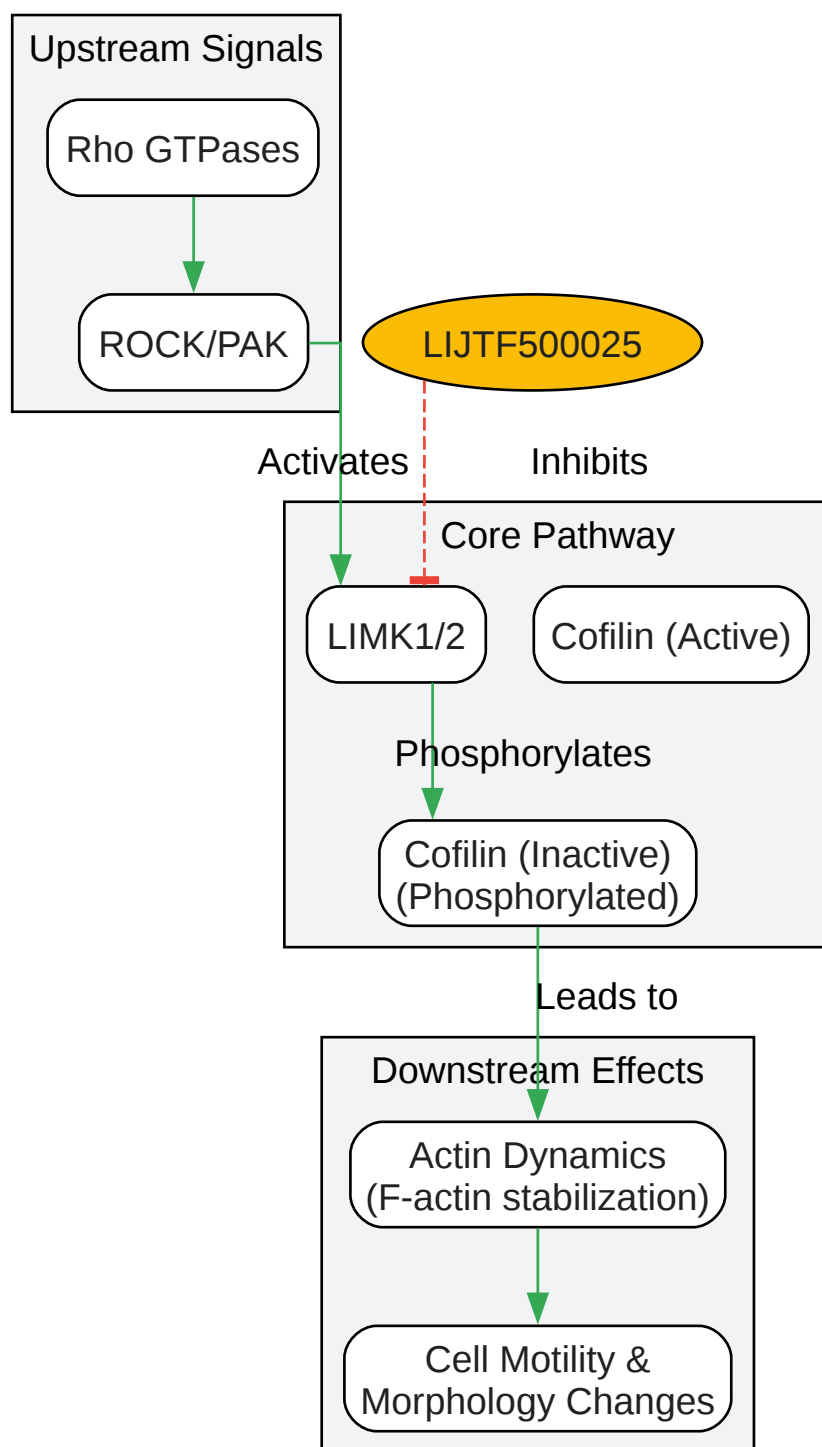 Upstream Signals
Rho GTPases
ROCK/PAK
LIJTF500025
Activates
Inhibits
Core Pathway
LIMK1/2
Cofilin (Active)
Phosphorylates
Cofilin (Inactive)
(Phosphorylated)
Leads to
Downstream Effects
Actin Dynamics
(F-actin stabilization)
Cell Motility &
Morphology Changes